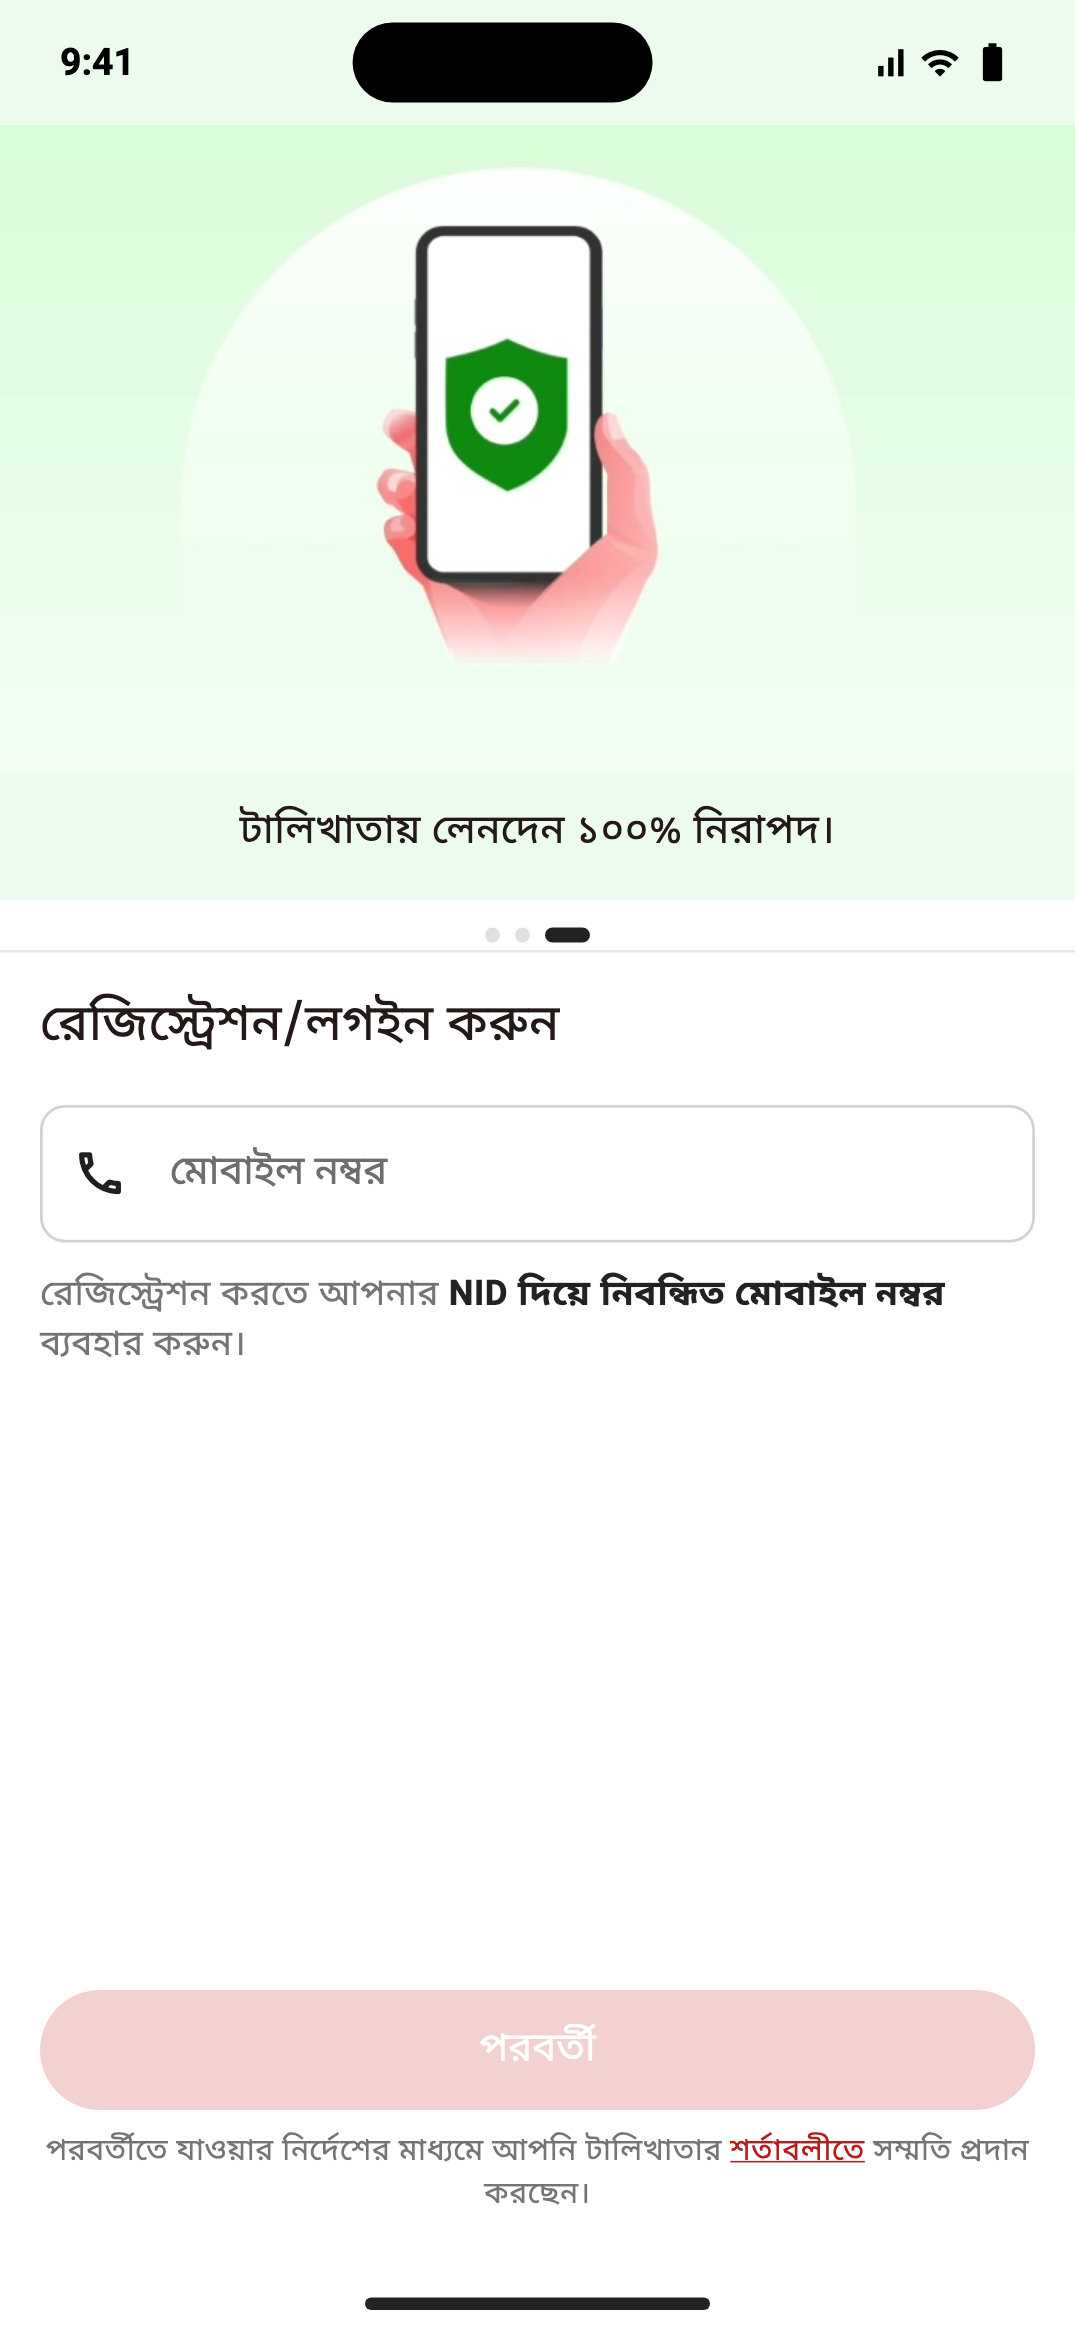 9:41
টালিখাতায় লেনদেন ১০০% নিরাপদ।
রেজিস্ট্রেশন/লগইন করুন
মোবাইল নম্বর
রেজিস্ট্রেশন করতে আপনার NID দিয়ে নিবন্ধিত মোবাইল নম্বর
ব্যবহার করুন।
পরবর্তী
পরবর্তীতে যাওয়ার নির্দেশের মাধ্যমে আপনি টালিখাতার শর্তাবলীতে সম্মতি প্রদান
করছেন।